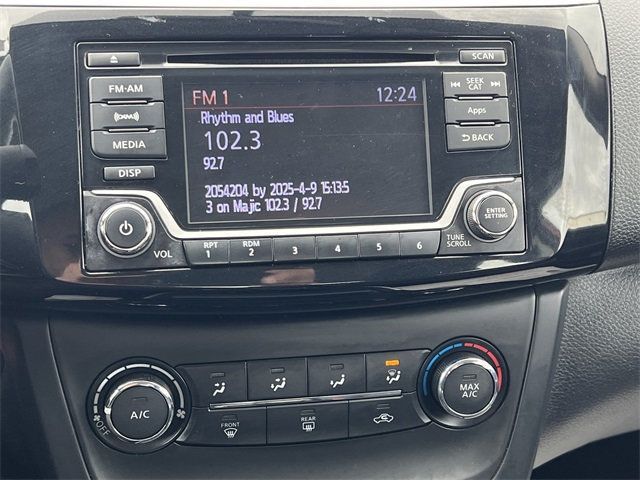 SCAN
FM·AM
MEDIA
DISP
FM 1 12:24
Rhythm and Blues
102.3
92.7
2054204 by 2025-4-9 15:13:5
3 on Majic 102.3 / 92.7
SEEK
CAT
Apps
BACK
VOL
RPT
1
RDM
2
3
4
5
6
TUNE
SCROLL
ENTER
SETTING
OFF
A/C
FRONT
REAR
MAX
A/C